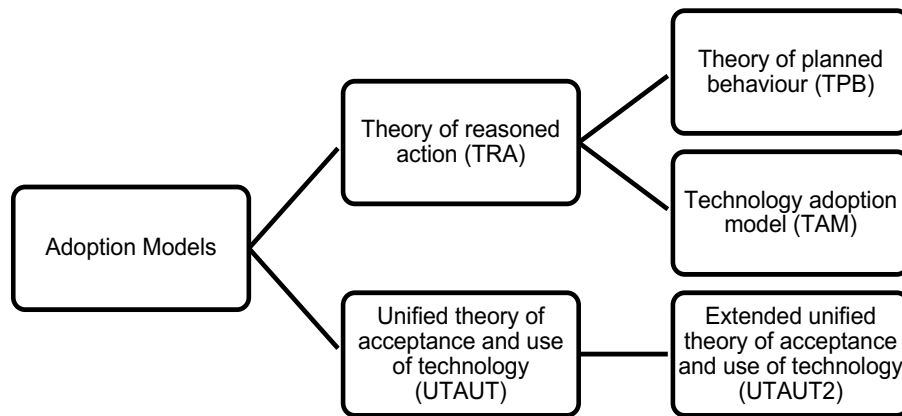 Adoption Models
Theory of reasoned
action (TRA)
Theory of planned
behaviour (TPB)
Technology adoption
model (TAM)
Unified theory of
acceptance and use
of technology
(UTAUT)
Extended unified
theory of acceptance
and use of technology
(UTAUT2)